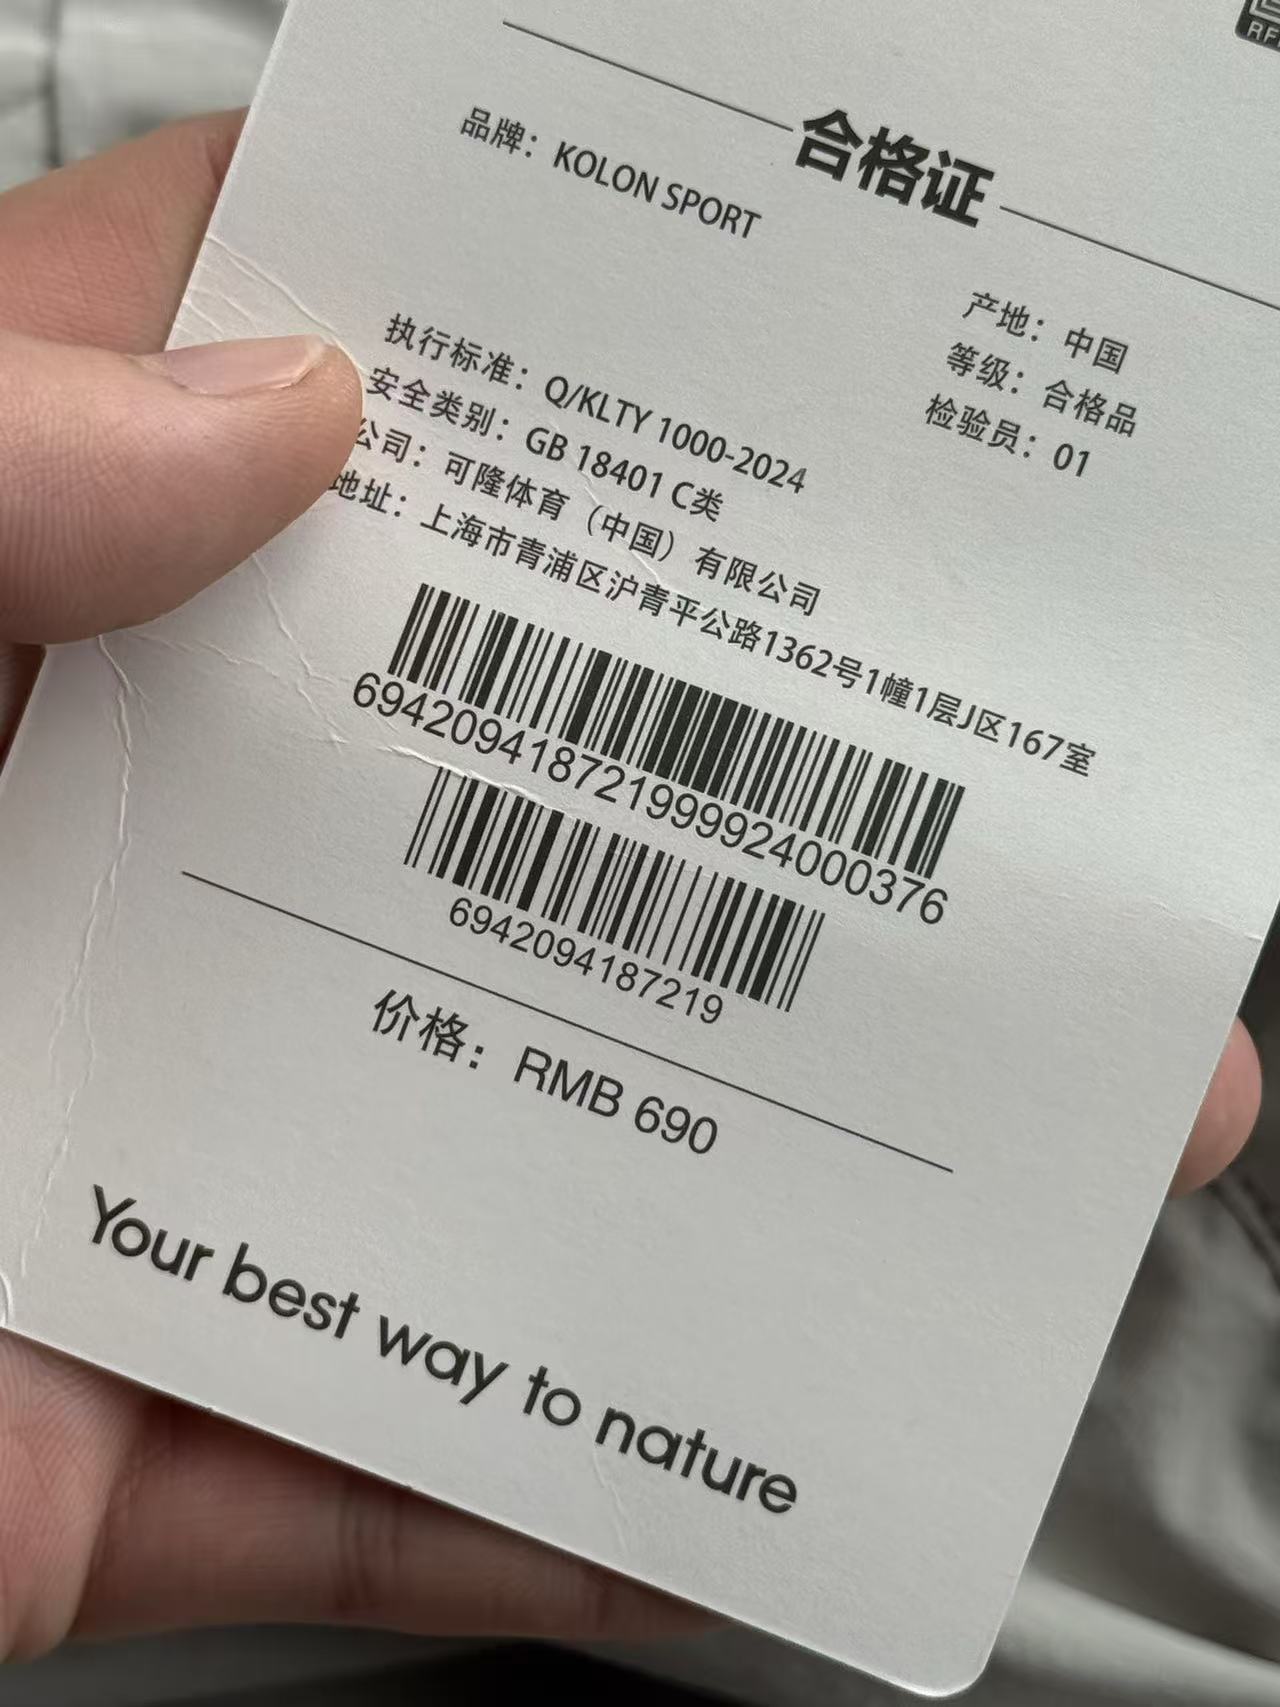 RF
合格证
品牌：KOLON SPORT
产地：中国
等级：合格品
检验员：01
执行标准：Q/KLTY 1000-2024
安全类别：GB 18401 C类
公司：可隆体育（中国）有限公司
地址：上海市青浦区沪青平公路1362号1幢1层J区167室
694209418721999924000376
6942094187219
价格：RMB 690
Your best way to nature